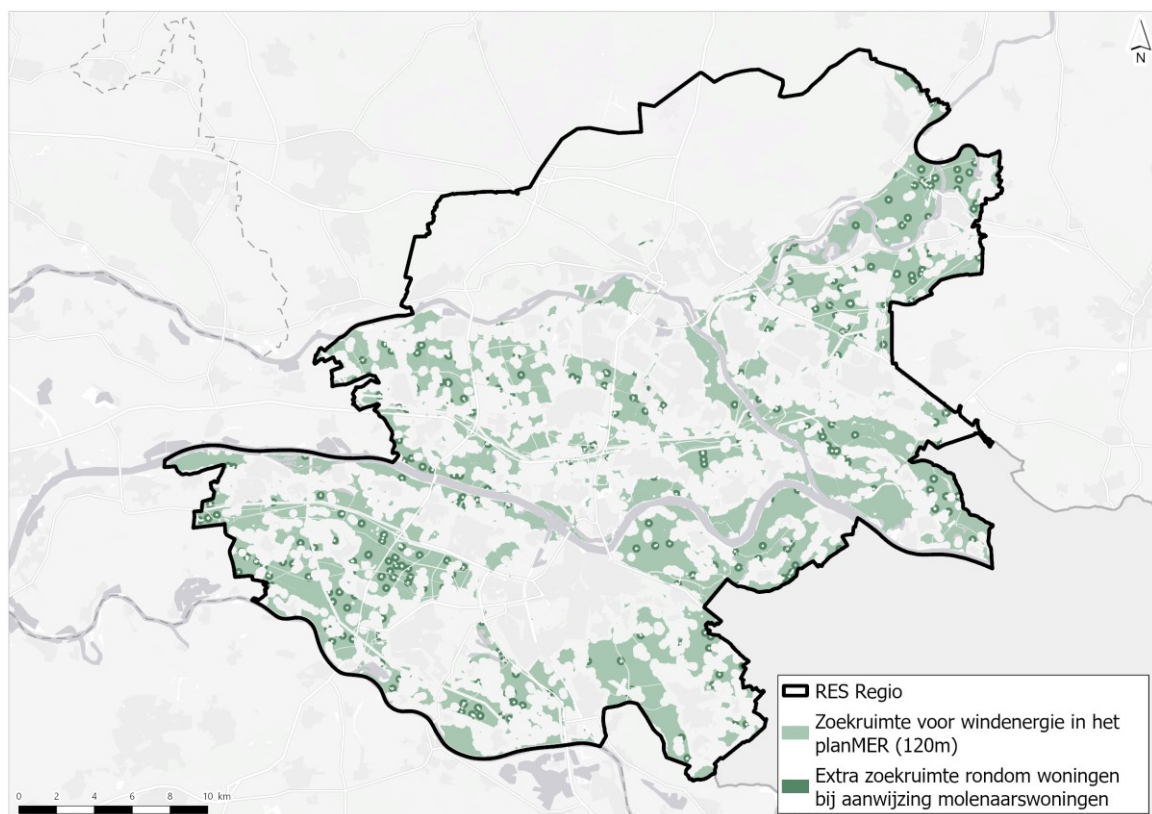 N
RES Regio
Zoekruimte voor windenergie in het
planMER (120m)
Extra zoekruimte rondom woningen
bij aanwijzing molenaarswoningen
0 2 4 6 8 10 km